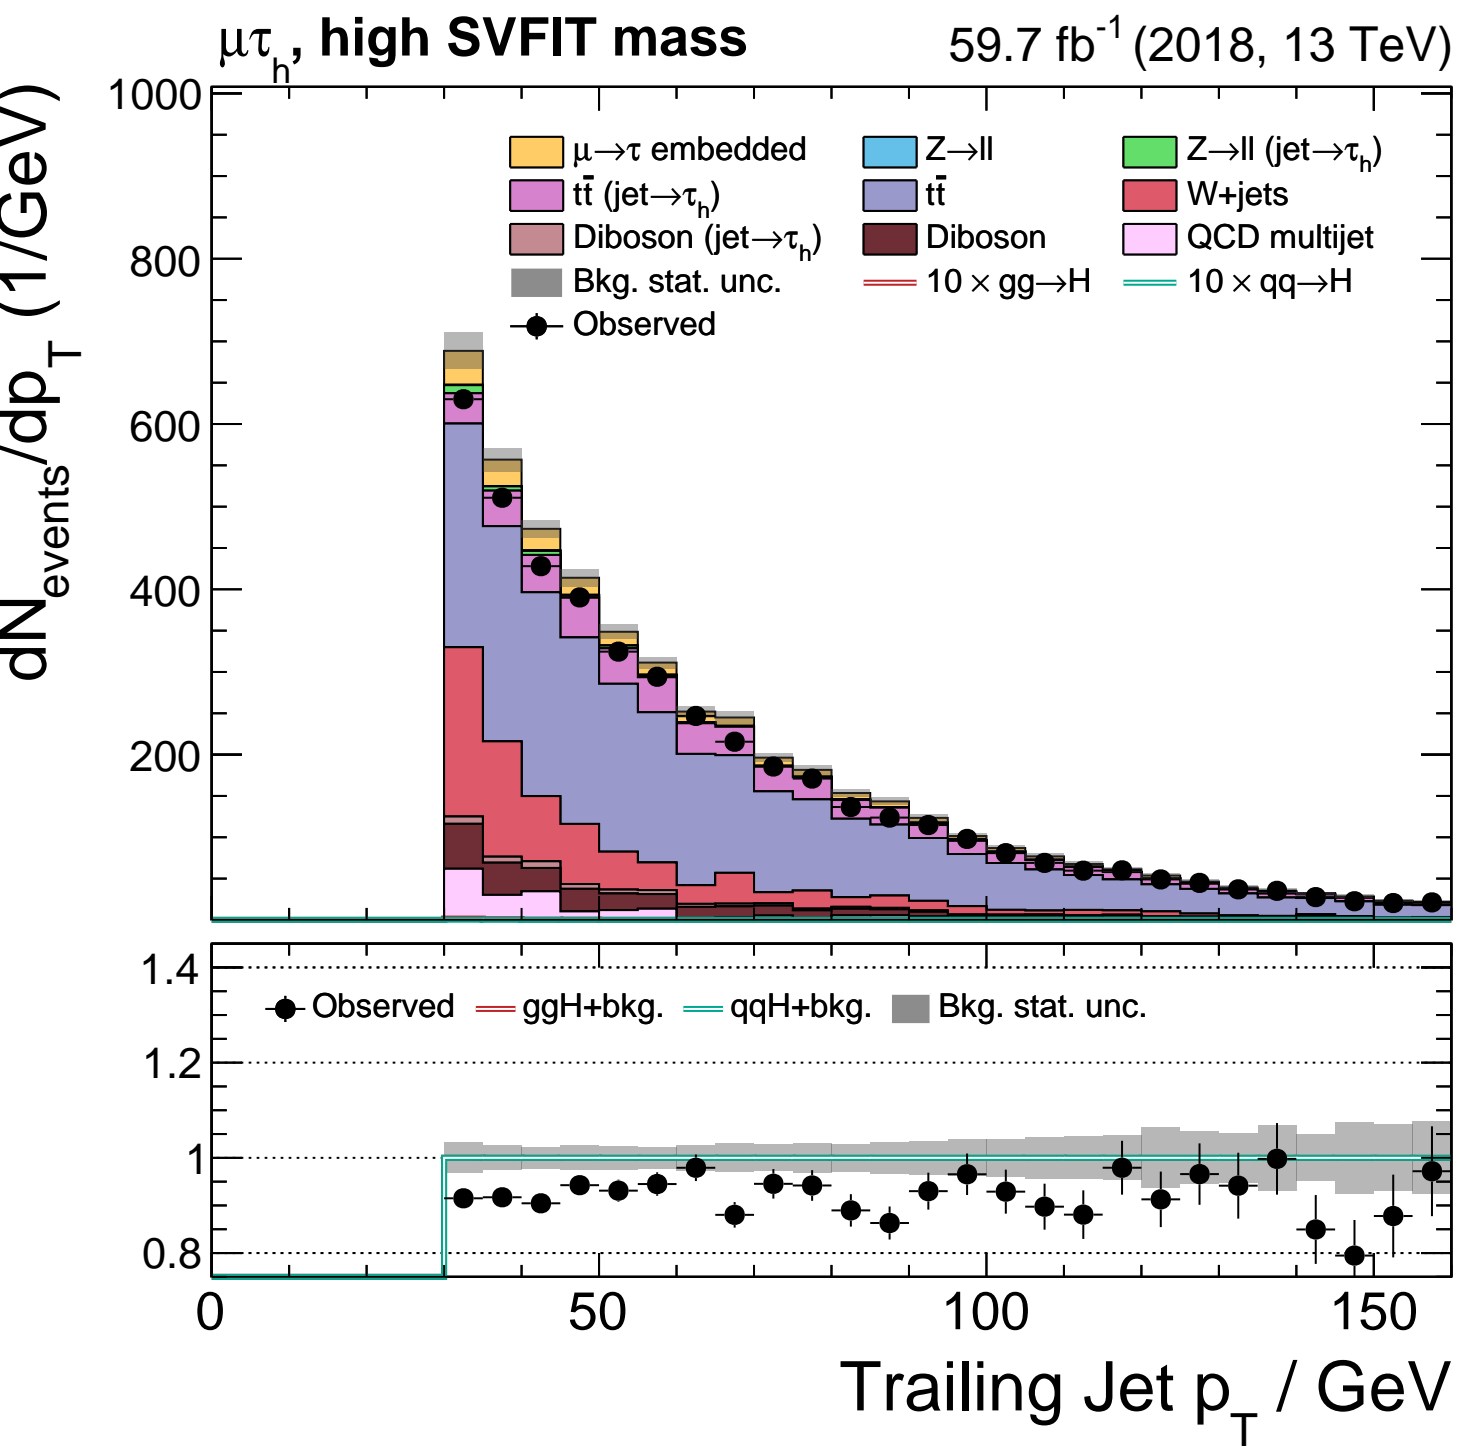 μτh, high SVFIT mass 59.7 fb-1 (2018, 13 TeV)
dNevents/dpT (1/GeV)
1000
800
600
400
200
μ→τ embedded Z→ll Z→ll (jet→τh)
tt̄ (jet→τh) tt̄ W+jets
Diboson (jet→τh) Diboson QCD multijet
Bkg. stat. unc. 10 × gg→H 10 × qq→H
Observed
1.4
1.2
1
0.8
Observed ggH+bkg. qqH+bkg. Bkg. stat. unc.
0 50 100 150
Trailing Jet pT / GeV